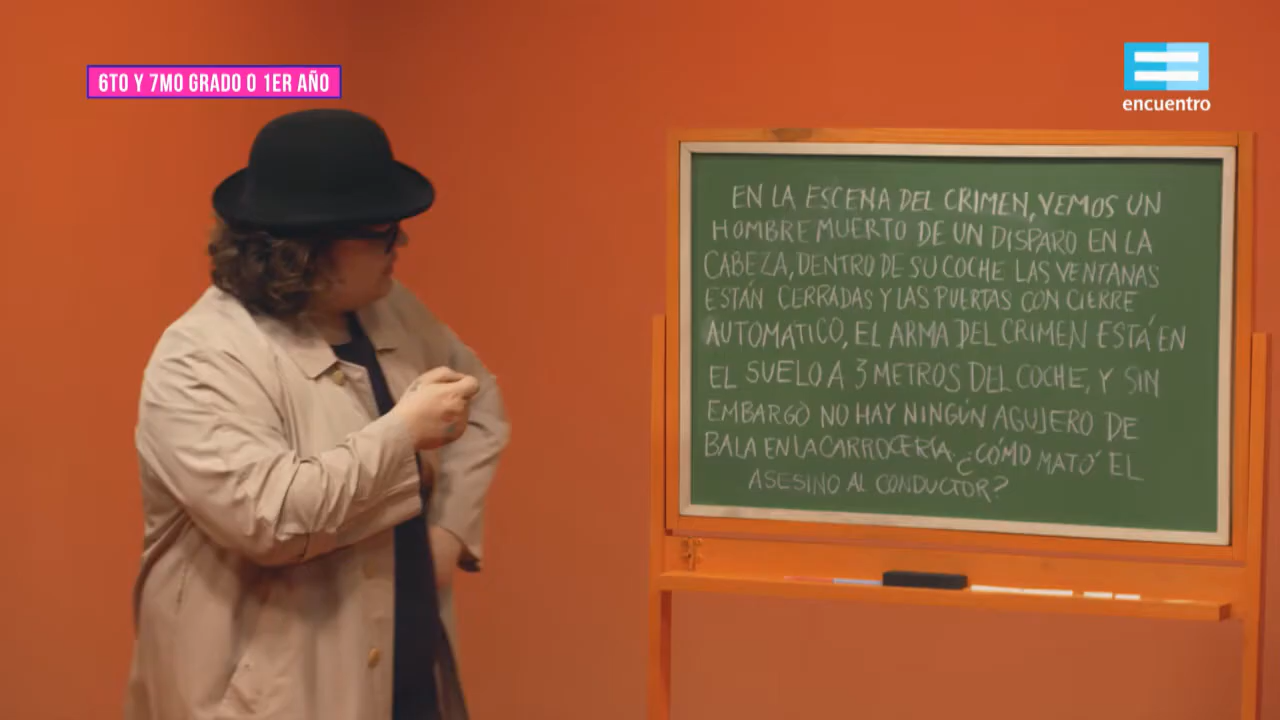 6TO Y 7MO GRADO O 1ER AÑO
encuentro
EN LA ESCENA DEL CRIMEN, VEMOS UN
HOMBRE MUERTO DE UN DISPARO EN LA
CABEZA, DENTRO DE SU COCHE LAS VENTANAS
ESTÁN CERRADAS Y LAS PUERTAS CON CIERRE
AUTOMATICO, EL ARMA DEL CRIMEN ESTÁ EN
EL SUELO A 3 METROS DEL COCHE, Y SIN
EMBARGO NO HAY NINGÚN AGUJERO DE
BALA EN LA CARROCERÍA. ¿CÓMO MATÓ EL
ASESINO AL CONDUCTOR?